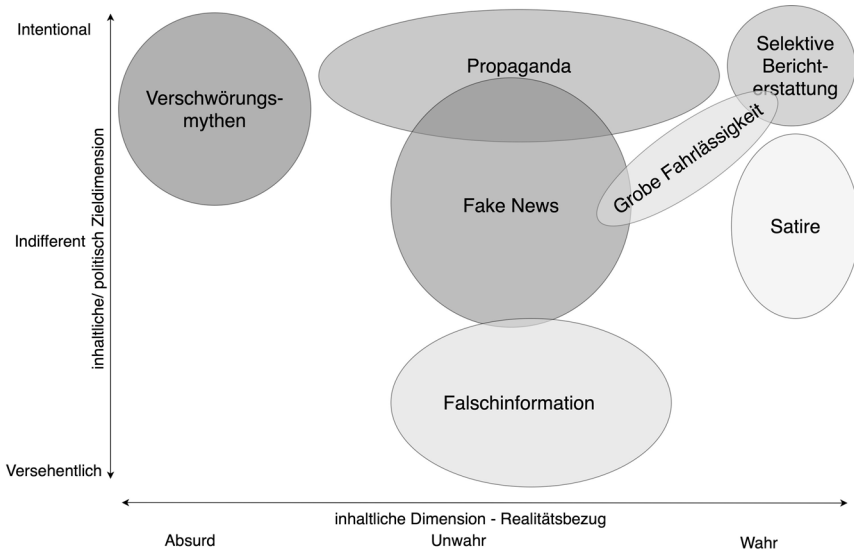 Intentional
Selektive
Bericht-
erstattung
Propaganda
Verschwörungs-
mythen
Grobe Fahrlässigkeit
Fake News
Satire
Indifferent
inhaltliche/ politisch Zieldimension
Falschinformation
Versehentlich
inhaltliche Dimension - Realitätsbezug
Absurd
Unwahr
Wahr